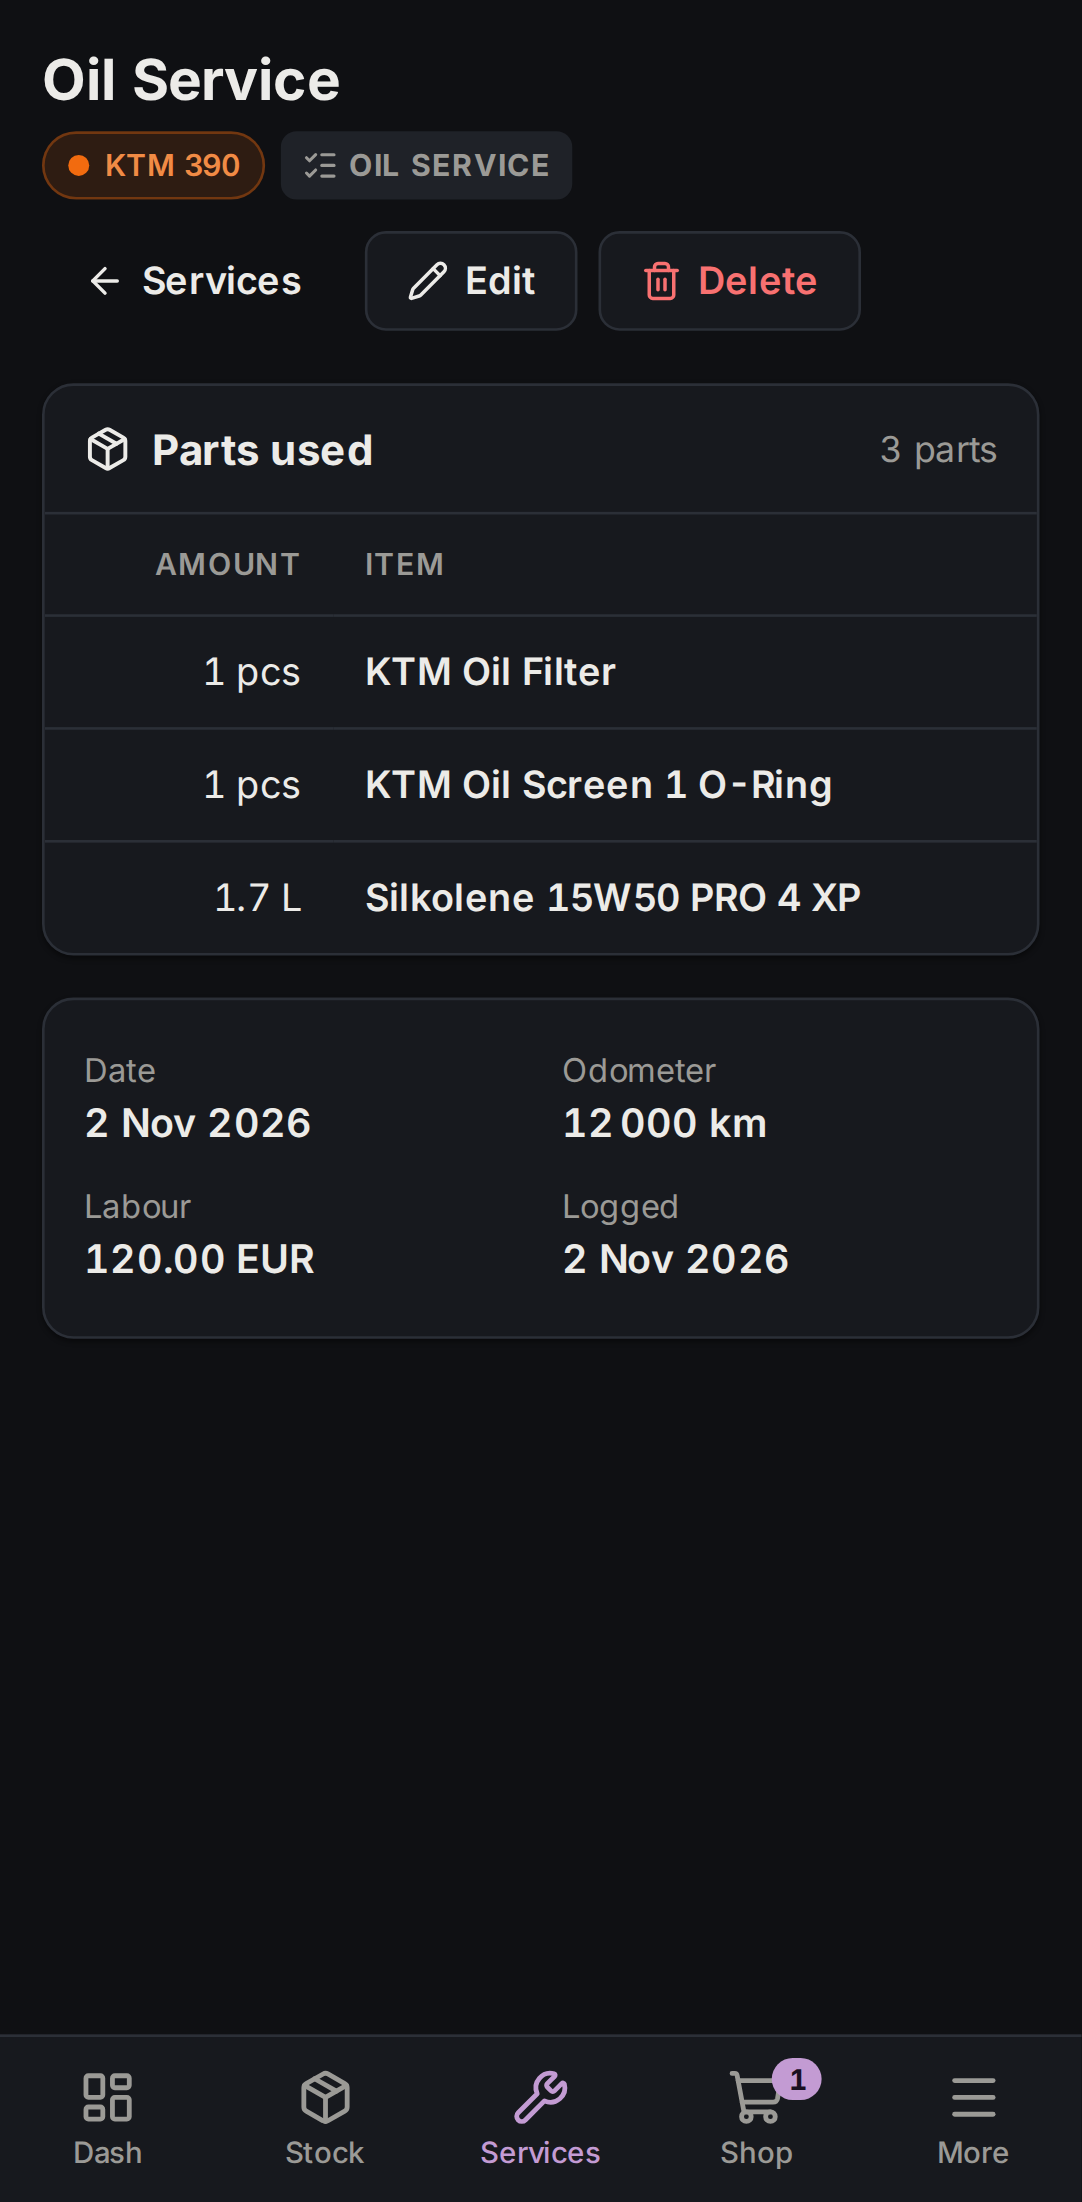 Oil Service
KTM 390
OIL SERVICE
Services
Edit
Delete
Parts used
3 parts
AMOUNT ITEM
1 pcs KTM Oil Filter
1 pcs KTM Oil Screen 1 O-Ring
1.7 L Silkolene 15W50 PRO 4 XP
Date
2 Nov 2026
Odometer
12 000 km
Labour
120.00 EUR
Logged
2 Nov 2026
Dash
Stock
Services
1
Shop
More